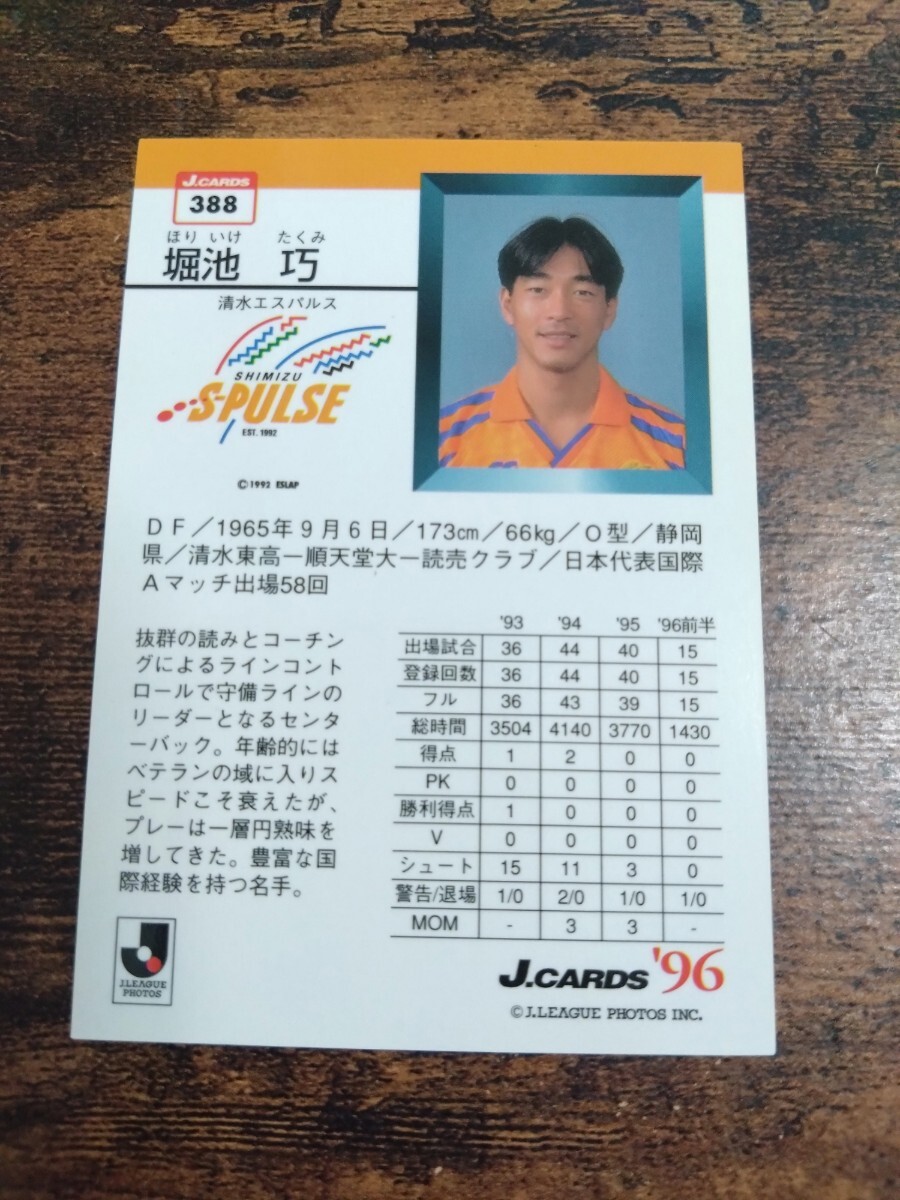 J.CARDS
388
ほり いけ たくみ
堀池 巧
清水エスパルス
SHIMIZU
S-PULSE
EST. 1992
©1992 ESLAP
DF/1965年9月6日/173cm/66kg/O型/静岡
県/清水東高ー順天堂大ー読売クラブ/日本代表国際
Aマッチ出場58回
抜群の読みとコーチン
グによるラインコント
ロールで守備ラインの
リーダーとなるセンタ
ーバック。年齢的には
ベテランの域に入りス
ピードこそ衰えたが、
プレーは一層円熟味を
増してきた。豊富な国
際経験を持つ名手。
'93 '94 '95 '96前半
出場試合 36 44 40 15
登録回数 36 44 40 15
フル 36 43 39 15
総時間 3504 4140 3770 1430
得点 1 2 0 0
PK 0 0 0 0
勝利得点 1 0 0 0
V 0 0 0 0
シュート 15 11 3 0
警告/退場 1/0 2/0 1/0 1/0
MOM - 3 3 -
J.LEAGUE
PHOTOS
J.CARDS '96
©J.LEAGUE PHOTOS INC.